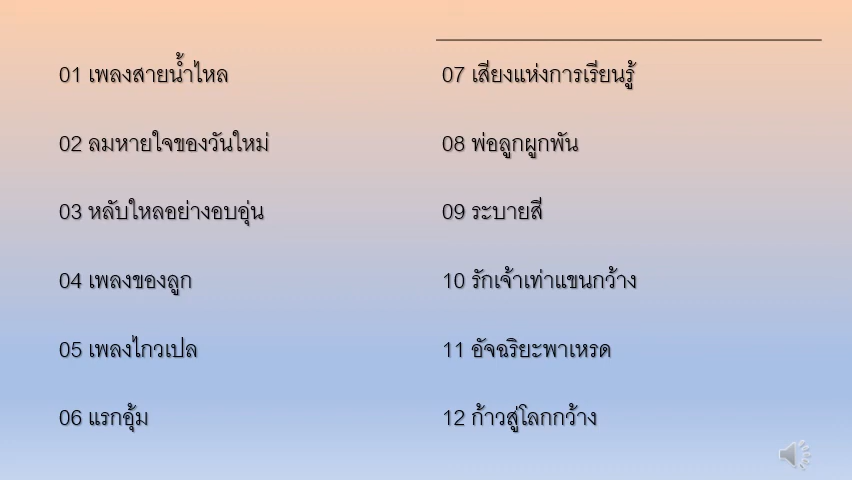 01 เพลงสายน้ำไหล
02 ลมหายใจของวันใหม่
03 หลับใหลอย่างอบอุ่น
04 เพลงของลูก
05 เพลงไกวเปล
06 แรกอุ้ม
07 เสียงแห่งการเรียนรู้
08 พ่อลูกผูกพัน
09 ระบายสี
10 รักเจ้าเท่าแขนกว้าง
11 อัจฉริยะพาเหรด
12 ก้าวสู่โลกกว้าง